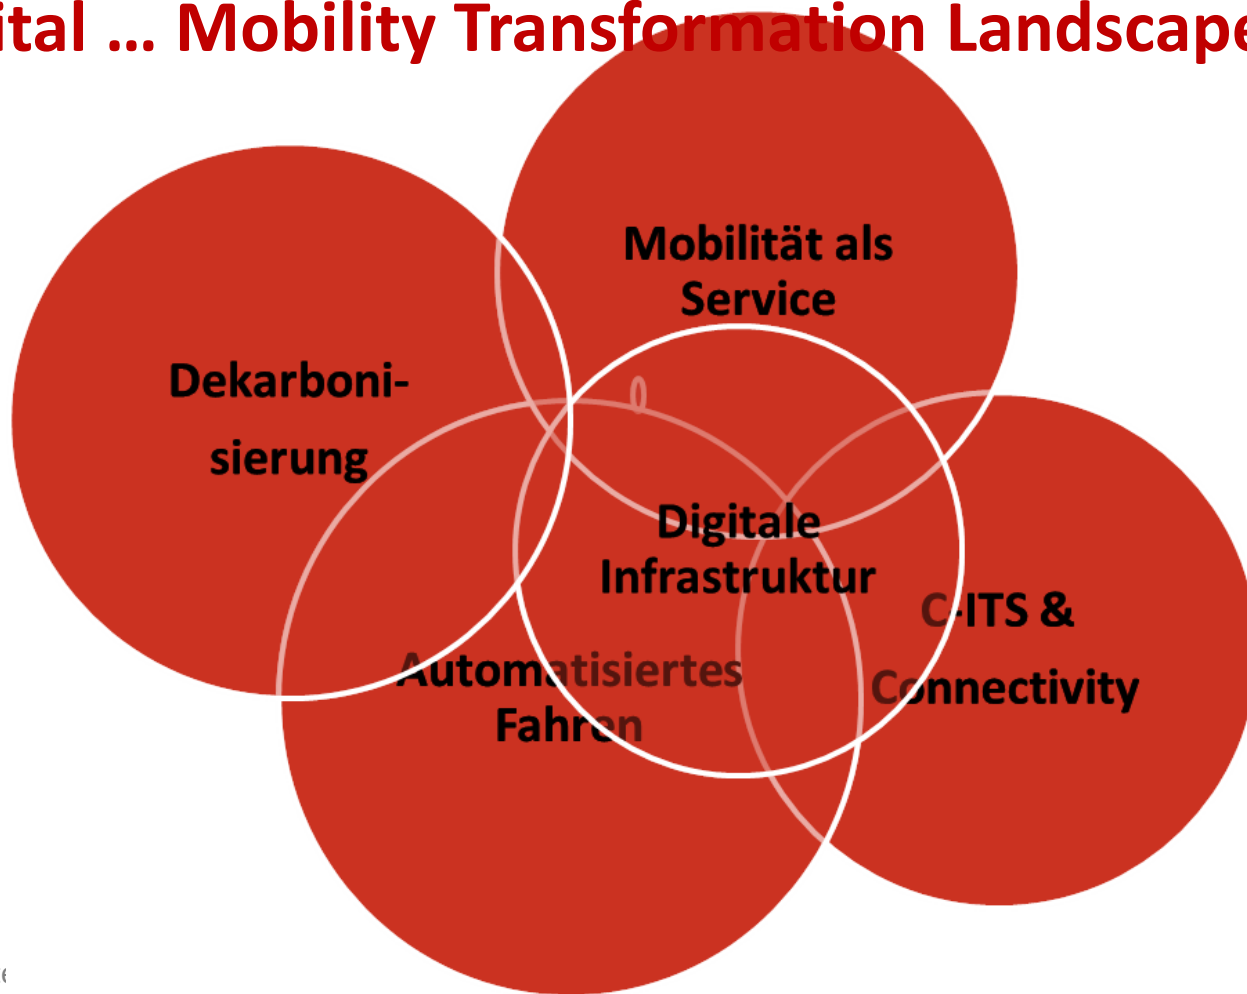 ital ... Mobility Transformation Landscape
Mobilität als
Service
Dekarboni-
sierung
Digitale
Infrastruktur
C-ITS &
Connectivity
Automatisiertes
Fahren